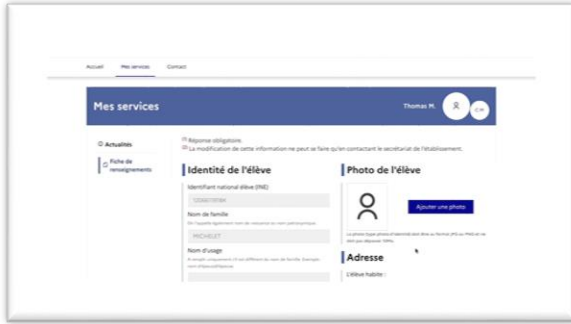 Accueil Mes services Contact
Mes services
Thomas M.
Actualités
Fiche de
renseignements
(1) Réponse obligatoire.
(2) La modification de cette information ne peut se faire qu'en contactant le secrétariat de l'établissement.
Identité de l'élève
Identifiant national élève (INE)
Nom de famille
MICHELET
Nom d'usage
Photo de l'élève
Ajouter une photo
Adresse
L'élève habite :